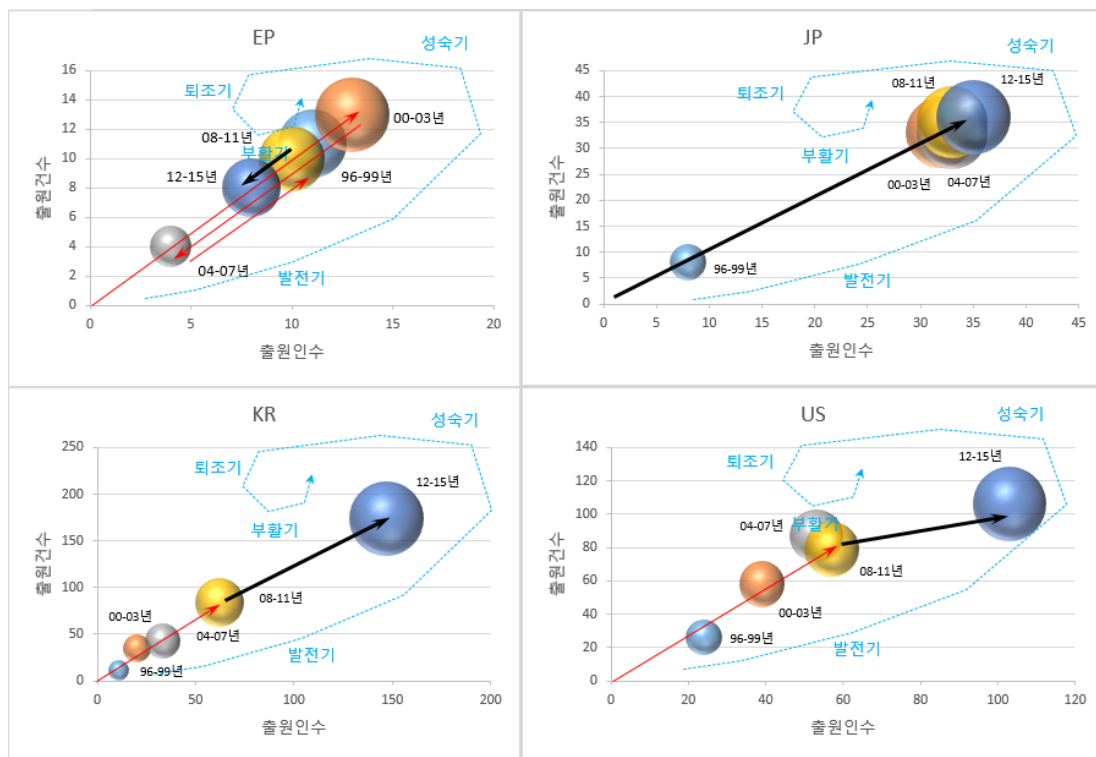 EP
성숙기
퇴조기
00-03년
08-11년
부활기
12-15년
96-99년
04-07년
발전기
16
14
12
10
8
6
4
2
0
0 5 10 15 20
출원건수
출원인수
JP
성숙기
08-11년
12-15년
퇴조기
부활기
00-03년
04-07년
96-99년
발전기
45
40
35
30
25
20
15
10
5
0
0 5 10 15 20 25 30 35 40 45
출원건수
출원인수
KR
성숙기
퇴조기
12-15년
부활기
08-11년
00-03년
04-07년
96-99년
발전기
250
200
150
100
50
0
0 50 100 150 200
출원건수
출원인수
US
성숙기
12-15년
퇴조기
04-07년
부활기
08-11년
00-03년
96-99년
발전기
140
120
100
80
60
40
20
0
0 20 40 60 80 100 120
출원건수
출원인수